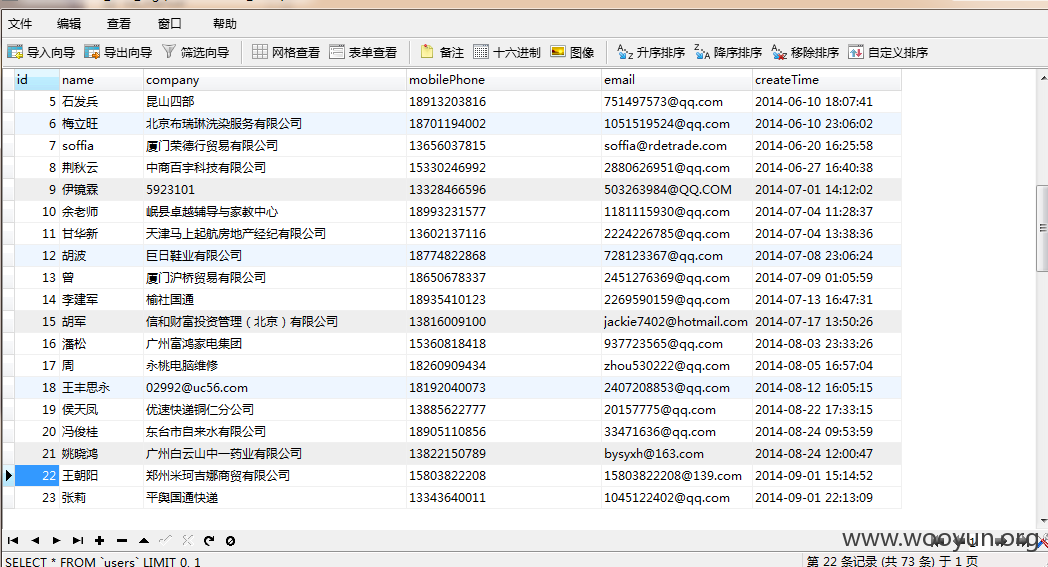 文件 编辑 查看 窗口 帮助
导入向导 导出向导 筛选向导 网格查看 表单查看 备注 十六进制 图像 升序排序 降序排序 移除排序 自定义排序
id name company mobilePhone email createTime
5 石发兵 昆山四部 18913203816 751497573@qq.com 2014-06-10 18:07:41
6 梅立旺 北京布瑞琳洗染服务有限公司 18701194002 1051519524@qq.com 2014-06-10 23:06:02
7 soffia 厦门荣德行贸易有限公司 13656037815 soffia@rdetrade.com 2014-06-20 16:25:58
8 荆秋云 中商百宇科技有限公司 15330246992 2880626951@qq.com 2014-06-27 16:40:38
9 伊镜霖 5923101 13328466596 503263984@QQ.COM 2014-07-01 14:12:02
10 余老师 岷县卓越辅导与家教中心 18993231577 1181115930@qq.com 2014-07-04 11:28:37
11 甘华新 天津马上起航房地产经纪有限公司 13602137116 2224226785@qq.com 2014-07-04 13:38:36
12 胡波 巨日鞋业有限公司 18774822868 728123367@qq.com 2014-07-08 23:06:24
13 曾 厦门沪桥贸易有限公司 18650678337 2451276369@qq.com 2014-07-09 01:05:59
14 李建军 榆社国通 18935410123 2269590159@qq.com 2014-07-13 16:47:31
15 胡军 信和财富投资管理（北京）有限公司 13816009100 jackie7402@hotmail.com 2014-07-17 13:50:26
16 潘松 广州富鸿家电集团 15360818418 937723565@qq.com 2014-08-03 23:33:26
17 周 永桃电脑维修 18260909434 zhou530222@qq.com 2014-08-05 16:57:04
18 王丰思永 02992@uc56.com 18192040073 2407208853@qq.com 2014-08-12 16:05:15
19 侯天凤 优速快递铜仁分公司 13885622777 20157775@qq.com 2014-08-22 17:33:15
20 冯俊桂 东台市自来水有限公司 18905110856 33471636@qq.com 2014-08-24 09:53:59
21 姚晓鸿 广州白云山中一药业有限公司 13822150789 bysyxh@163.com 2014-08-24 12:00:47
22 王朝阳 郑州米珂吉娜商贸有限公司 15803822208 15803822208@139.com 2014-09-01 15:14:52
23 张莉 平舆国通快递 13343640011 1045122402@qq.com 2014-09-01 22:13:09
www.wooyun.org
SELECT * FROM `users` LIMIT 0, 1 第 22 条记录 (共 73 条) 于 1 页